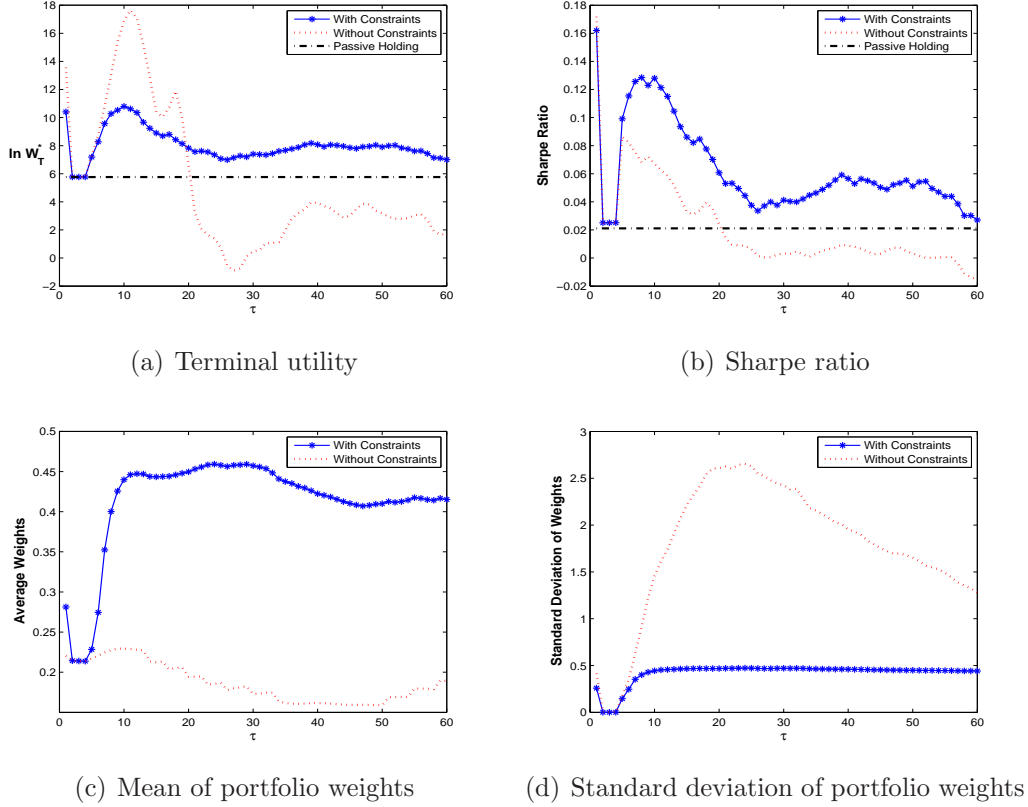 18
16
14
12
10
8
6
4
2
0
−2
0 10 20 30 40 50 60
ln W*T
τ
With Constraints
Without Constraints
Passive Holding
(a) Terminal utility
0.18
0.16
0.14
0.12
0.10
0.08
0.06
0.04
0.02
0
−0.02
0 10 20 30 40 50 60
Sharpe Ratio
τ
With Constraints
Without Constraints
Passive Holding
(b) Sharpe ratio
0.5
0.45
0.4
0.35
0.3
0.25
0.2
0 10 20 30 40 50 60
Average Weights
τ
With Constraints
Without Constraints
(c) Mean of portfolio weights
3
2.5
2
1.5
1
0.5
0
0 10 20 30 40 50 60
Standard Deviation of Weights
τ
With Constraints
Without Constraints
(d) Standard deviation of portfolio weights